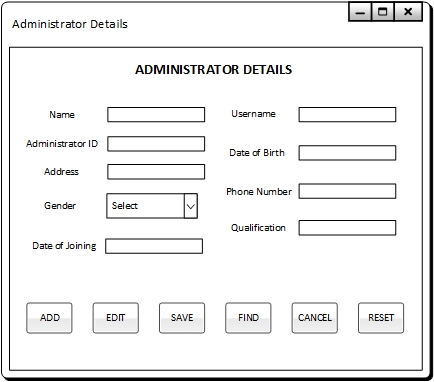 Administrator Details
ADMINISTRATOR DETAILS
Name
Username
Administrator ID
Date of Birth
Address
Phone Number
Gender
Select
Qualification
Date of Joining
ADD
EDIT
SAVE
FIND
CANCEL
RESET